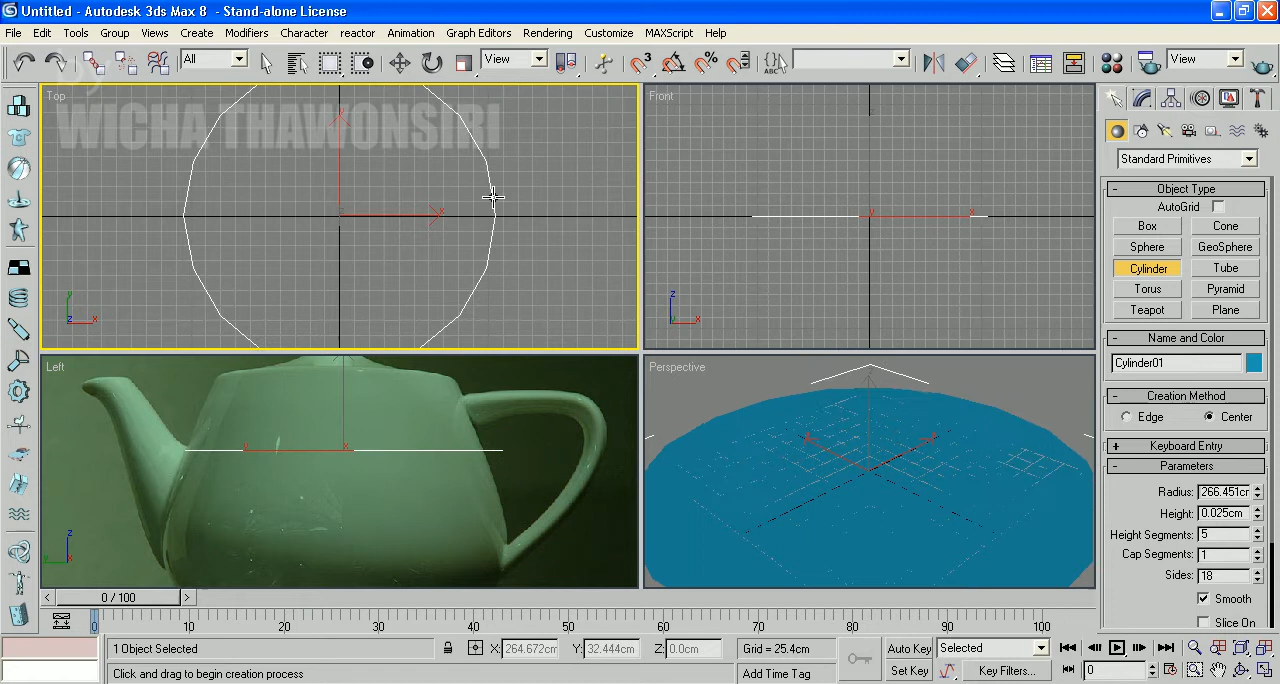 Untitled - Autodesk 3ds Max 8 - Stand-alone License
File Edit Tools Group Views Create Modifiers Character reactor Animation Graph Editors Rendering Customize MAXScript Help
All View 3 % ABC View
Top
By
WICHA THAWONSIRI
Front
Left
Perspective
Standard Primitives
- Object Type
AutoGrid
Box Cone
Sphere GeoSphere
Cylinder Tube
Torus Pyramid
Teapot Plane
- Name and Color
Cylinder01
- Creation Method
Edge Center
+ Keyboard Entry
- Parameters
Radius: 266.451cr
Height: 0.025cm
Height Segments: 5
Cap Segments: 1
Sides: 18
Smooth
Slice On
< 0 / 100 >
0 10 20 30 40 50 60 70 80 90 100
1 Object Selected X: 264.672cm Y: 32.444cm Z: 0.0cm Grid = 25.4cm Auto Key Selected
Click and drag to begin creation process Add Time Tag Set Key Key Filters... 0